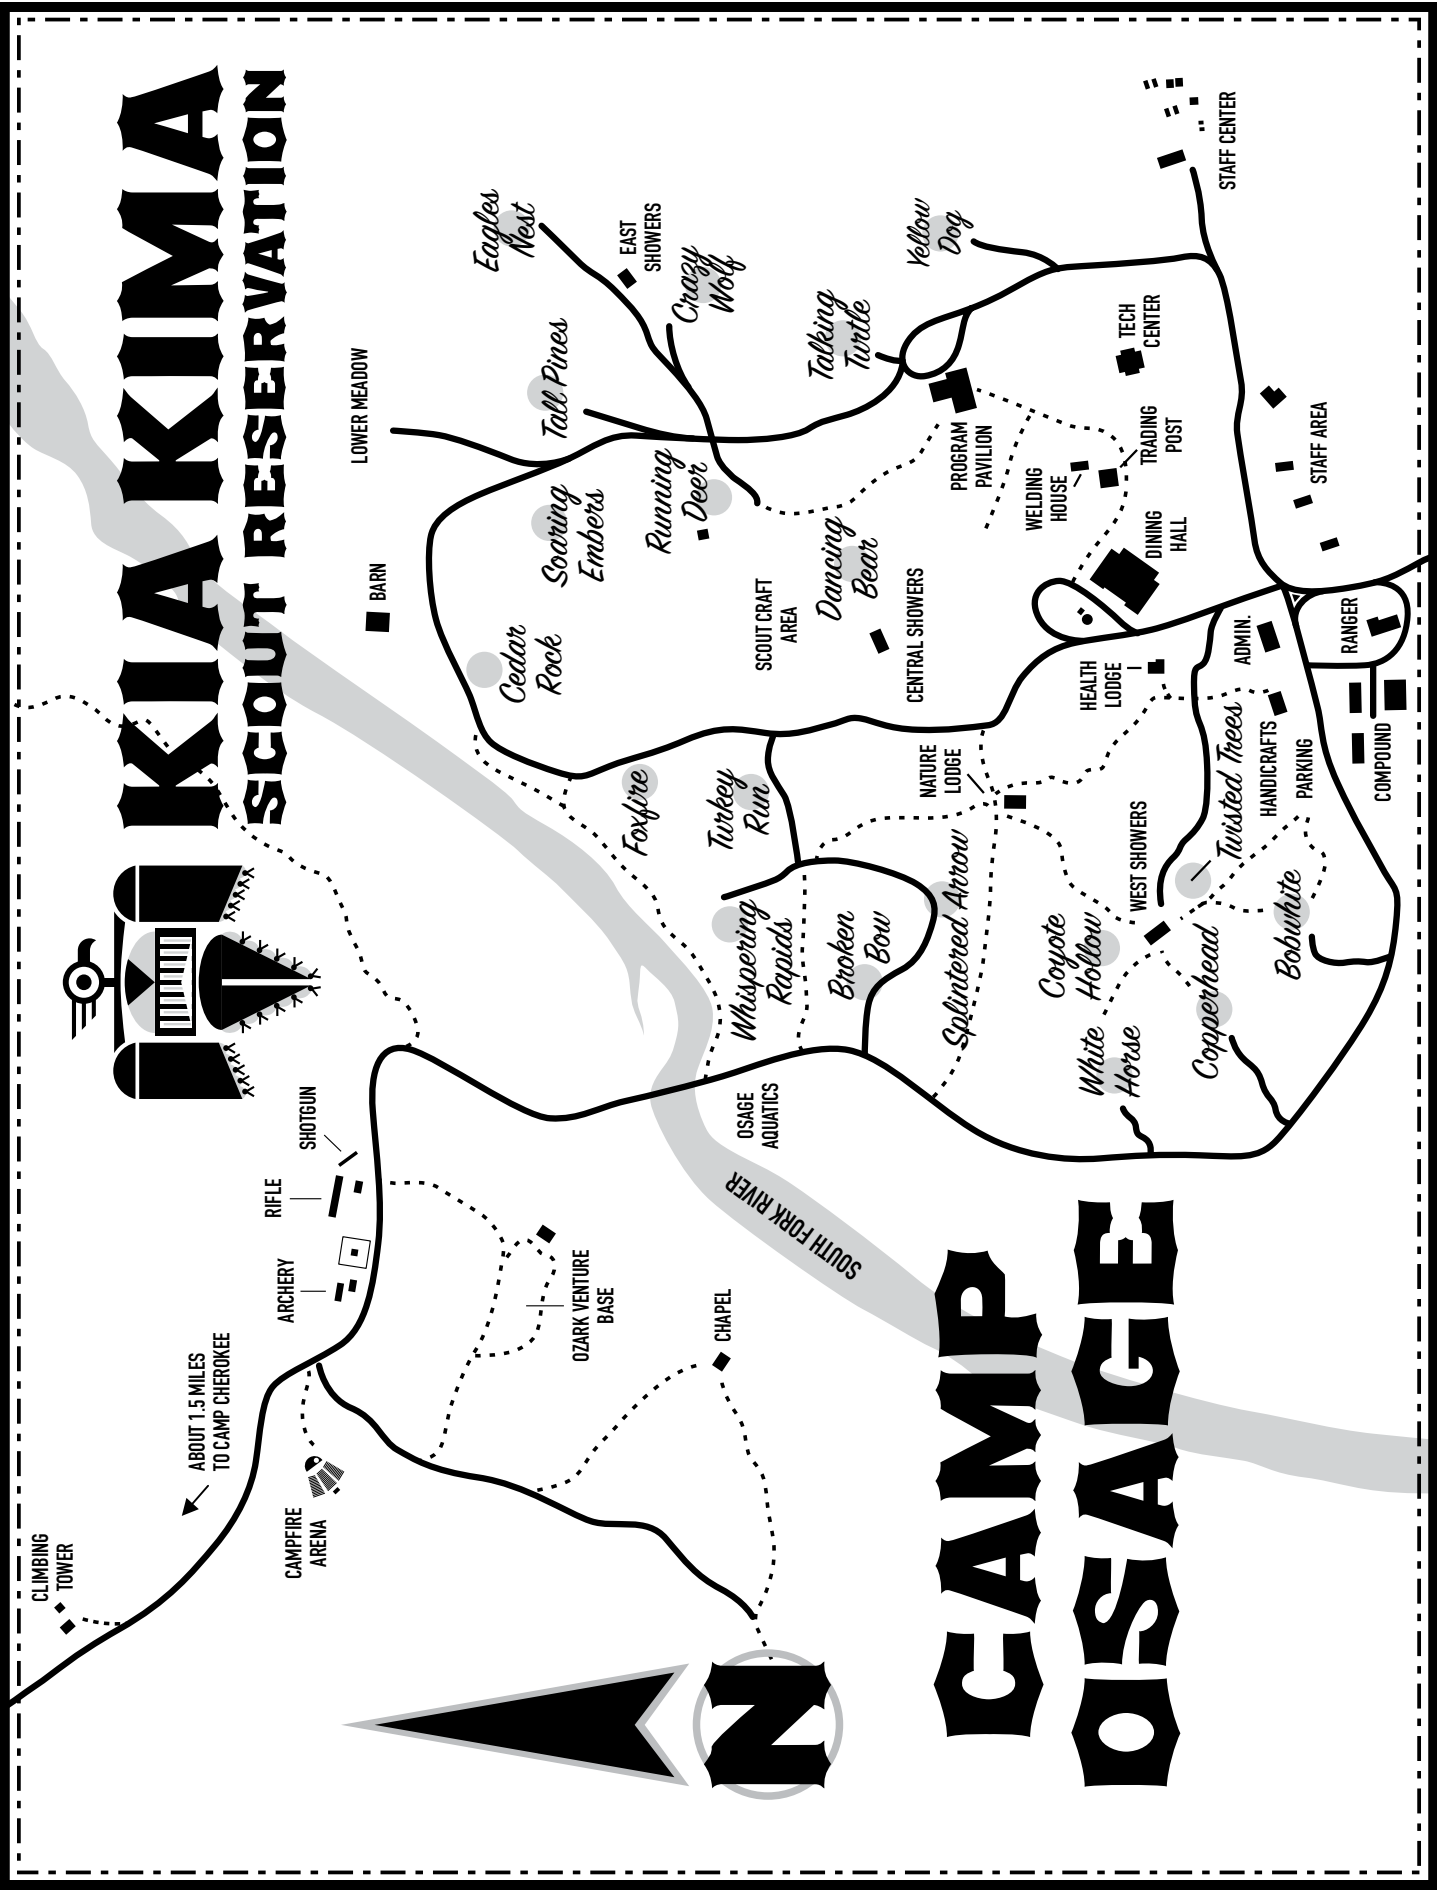 KIA KIMA
SCOUT RESERVATION
CLIMBING
TOWER
ABOUT 1.5 MILES
TO CAMP CHEROKEE
CAMPFIRE
ARENA
ARCHERY
RIFLE
SHOTGUN
BARN
LOWER MEADOW
OZARK VENTURE
BASE
CHAPEL
SOUTH FORK RIVER
OSAGE
AQUATICS
Cedar
Rock
Soaring
Embers
Tall Pines
Eagles
Nest
EAST
SHOWERS
Crazy
Wolf
Running
Deer
Foxfire
Turkey
Run
Whispering
Rapids
SCOUT CRAFT
AREA
Dancing
Bear
Talking
Turtle
Yellow
Dog
Broken
Bow
CENTRAL SHOWERS
NATURE
LODGE
Splintered Arrow
PROGRAM
PAVILION
WELDING
HOUSE
TRADING
POST
TECH
CENTER
STAFF CENTER
Coyote
Hollow
White
Horse
HEALTH
LODGE
DINING
HALL
WEST SHOWERS
Twisted Trees
Copperhead
Bobwhite
HANDICRAFTS
PARKING
ADMIN.
RANGER
COMPOUND
STAFF AREA
N
CAMP
OSAGE